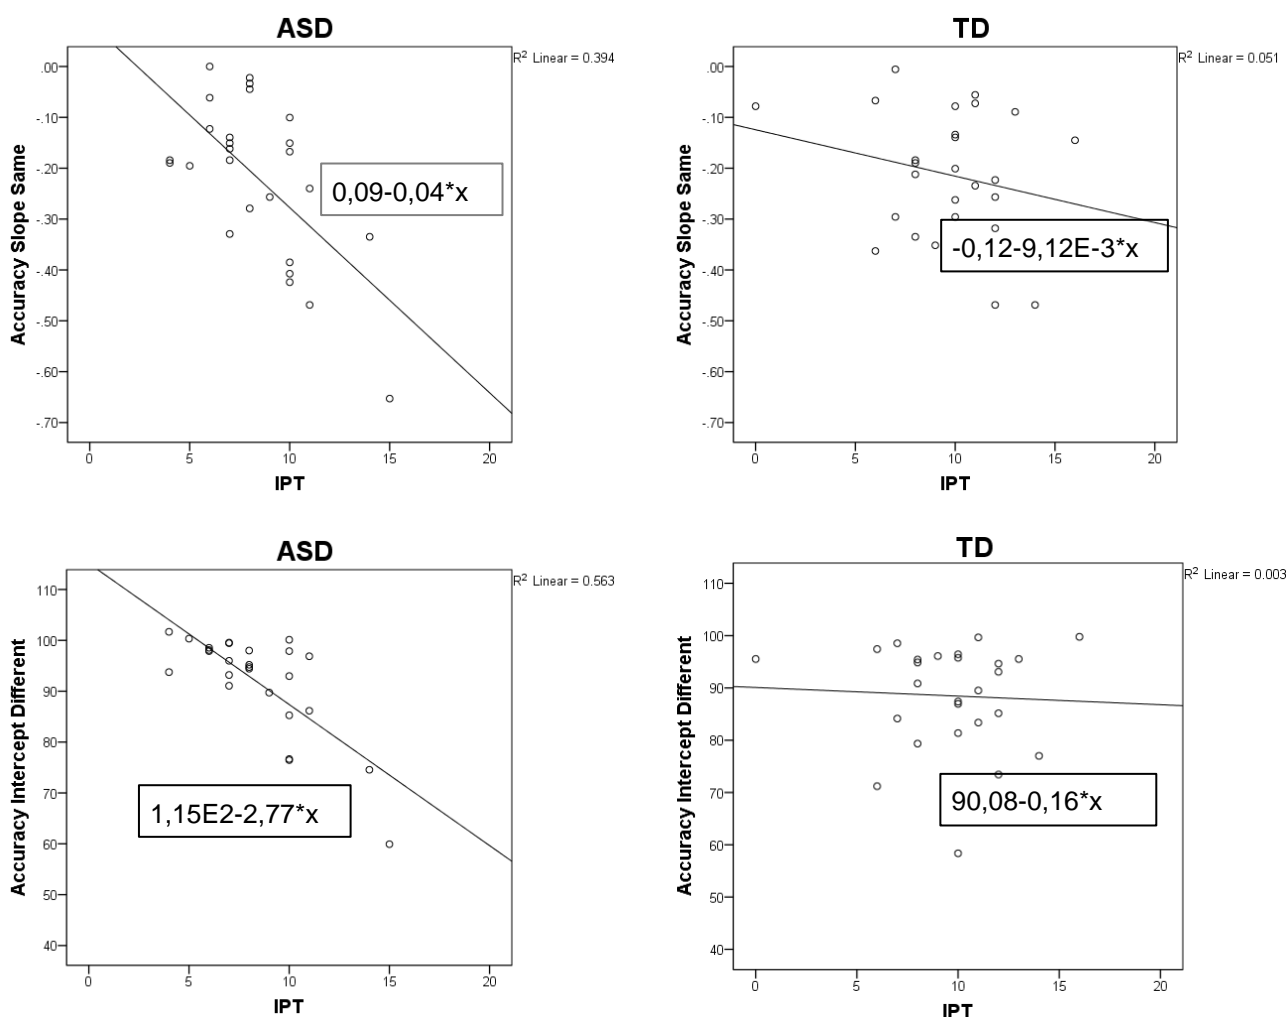 ASD
R² Linear = 0.394
Accuracy Slope Same
.00
-.10
-.20
-.30
-.40
-.50
-.60
-.70
0,09-0,04*x
0 5 10 15 20
IPT
TD
R² Linear = 0.051
Accuracy Slope Same
.00
-.10
-.20
-.30
-.40
-.50
-.60
-.70
-0,12-9,12E-3*x
0 5 10 15 20
IPT
ASD
R² Linear = 0.563
Accuracy Intercept Different
110
100
90
80
70
60
50
40
1,15E2-2,77*x
0 5 10 15 20
IPT
TD
R² Linear = 0.003
Accuracy Intercept Different
110
100
90
80
70
60
50
40
90,08-0,16*x
0 5 10 15 20
IPT